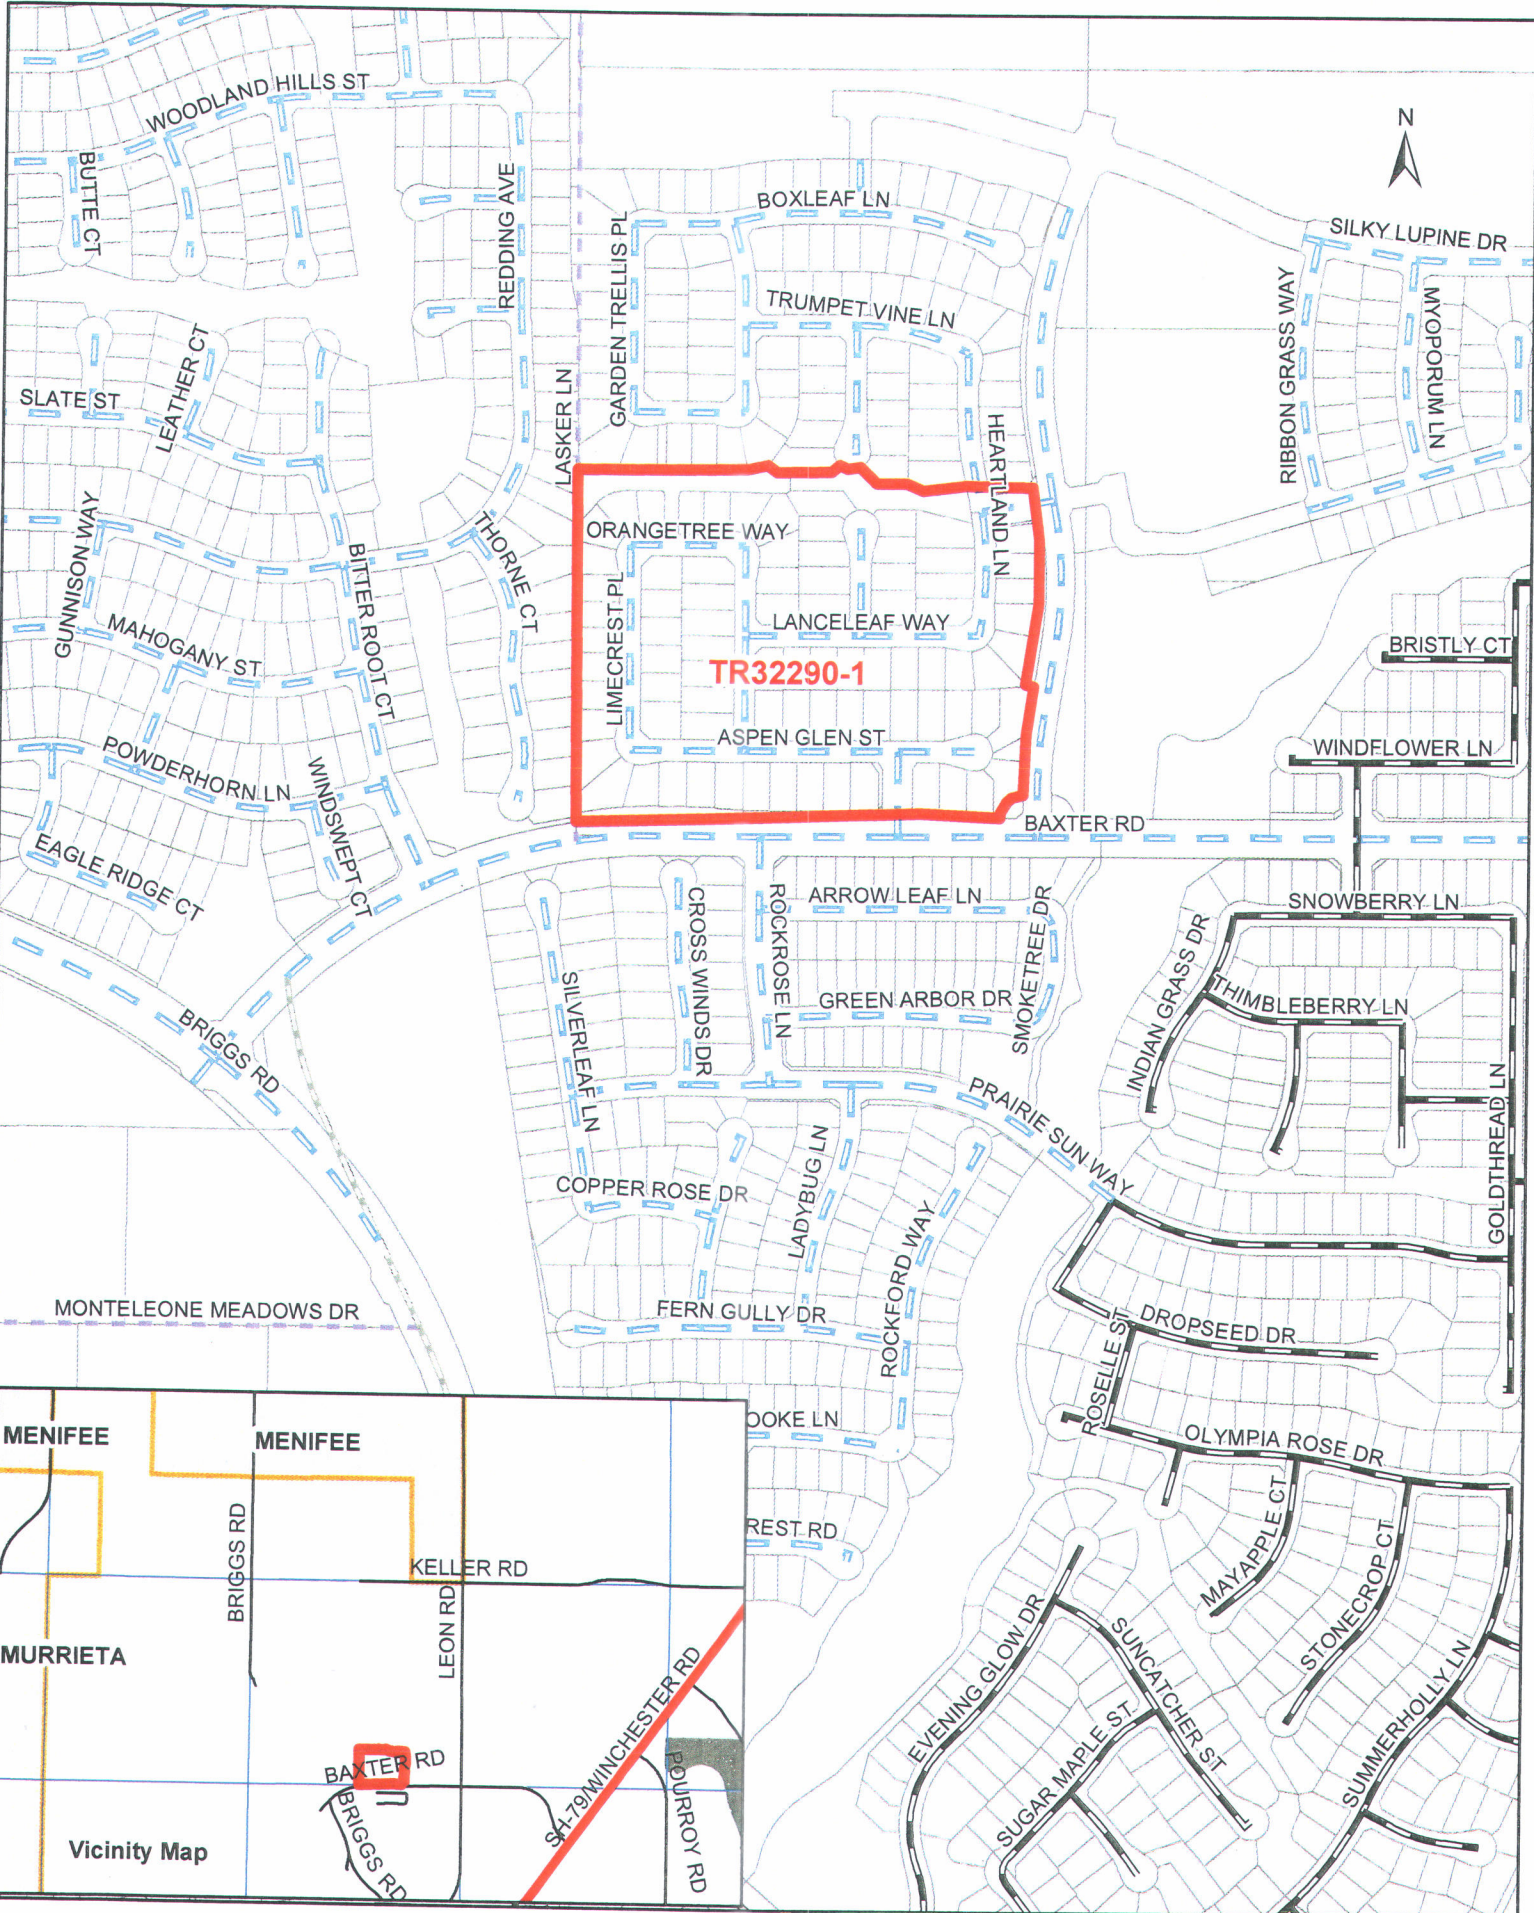 WOODLAND HILLS ST
N
BUTTE CT
REDDING AVE
BOXLEAF LN
GARDEN TRELLIS PL
SILKY LUPINE DR
RIBBON GRASS WAY
MYOPORUM LN
TRUMPET VINE LN
LEATHER CT
SLATE ST
LASKER LN
HEARTLAND LN
GUNNISON WAY
THORNE CT
ORANGETREE WAY
BITTER ROOT CT
LIMECREST PL
LANCELEAF WAY
MAHOGANY ST
TR32290-1
BRISTLY CT
POWDERHORN LN
WINDSWEPT CT
ASPEN GLEN ST
WINDFLOWER LN
BAXTER RD
EAGLE RIDGE CT
CROSS WINDS DR
ROCKROSE LN
ARROW LEAF LN
SMOKETREE DR
SNOWBERRY LN
INDIAN GRASS DR
SILVERLEAF LN
GREEN ARBOR DR
THIMBLEBERRY LN
BRIGGS RD
PRAIRIE SUN WAY
GOLDTHREAD LN
LADYBUG LN
COPPER ROSE DR
ROCKFORD WAY
MONTELEONE MEADOWS DR
FERN GULLY DR
DROPSEED DR
ROSELLE ST
OOKE LN
OLYMPIA ROSE DR
MAYAPPLE CT
STONECROP CT
REST RD
EVENING GLOW DR
SUNCATCHER ST
SUGAR MAPLE ST
SUMMERHOLLY LN
MENIFEE
MENIFEE
BRIGGS RD
KELLER RD
LEON RD
MURRIETA
SH-79/WINCHESTER RD
BAXTER RD
BRIGGS RD
POURROY RD
Vicinity Map